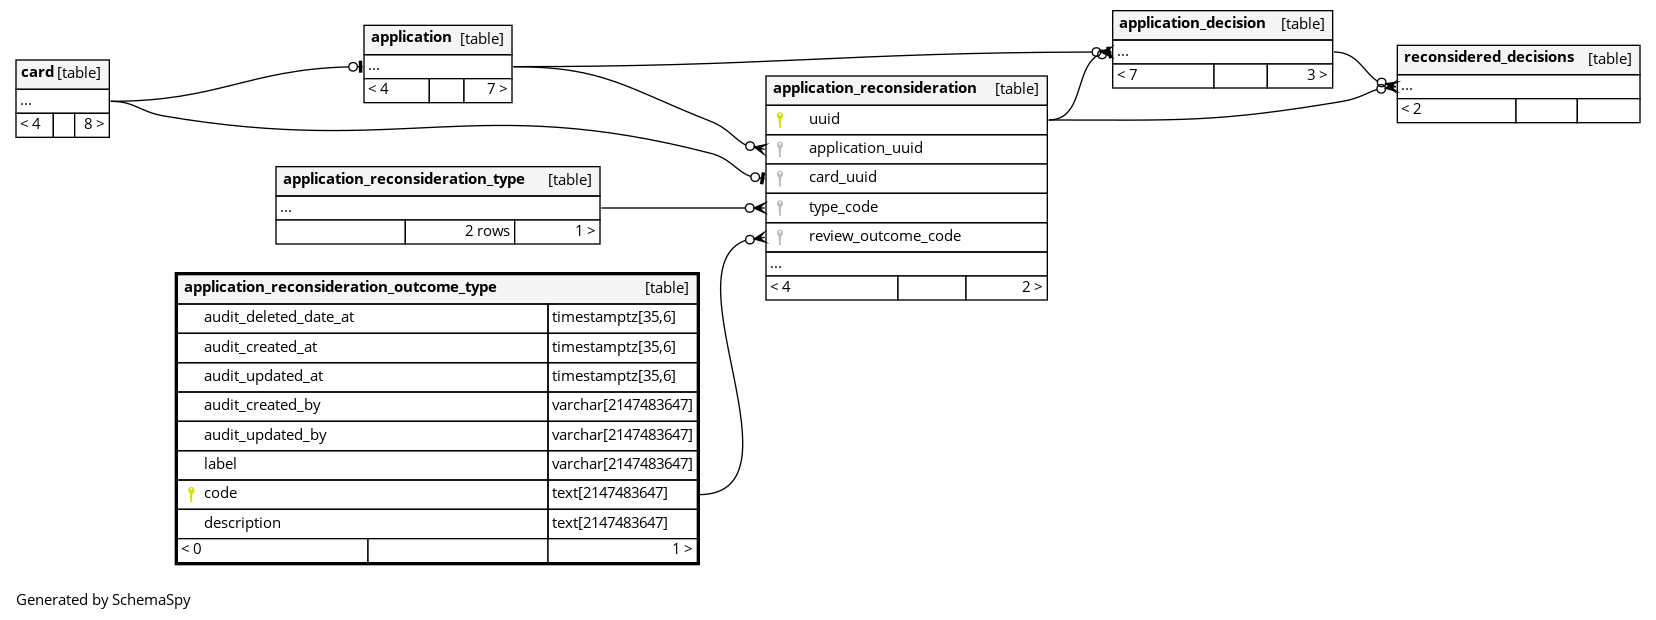 card [table]
...
< 4 8 >
application [table]
...
< 4 7 >
application_decision [table]
...
< 7 3 >
reconsidered_decisions [table]
...
< 2
application_reconsideration [table]
uuid
application_uuid
card_uuid
type_code
review_outcome_code
...
< 4 2 >
application_reconsideration_type [table]
...
2 rows 1 >
application_reconsideration_outcome_type [table]
audit_deleted_date_at timestamptz[35,6]
audit_created_at timestamptz[35,6]
audit_updated_at timestamptz[35,6]
audit_created_by varchar[2147483647]
audit_updated_by varchar[2147483647]
label varchar[2147483647]
code text[2147483647]
description text[2147483647]
< 0 1 >
Generated by SchemaSpy